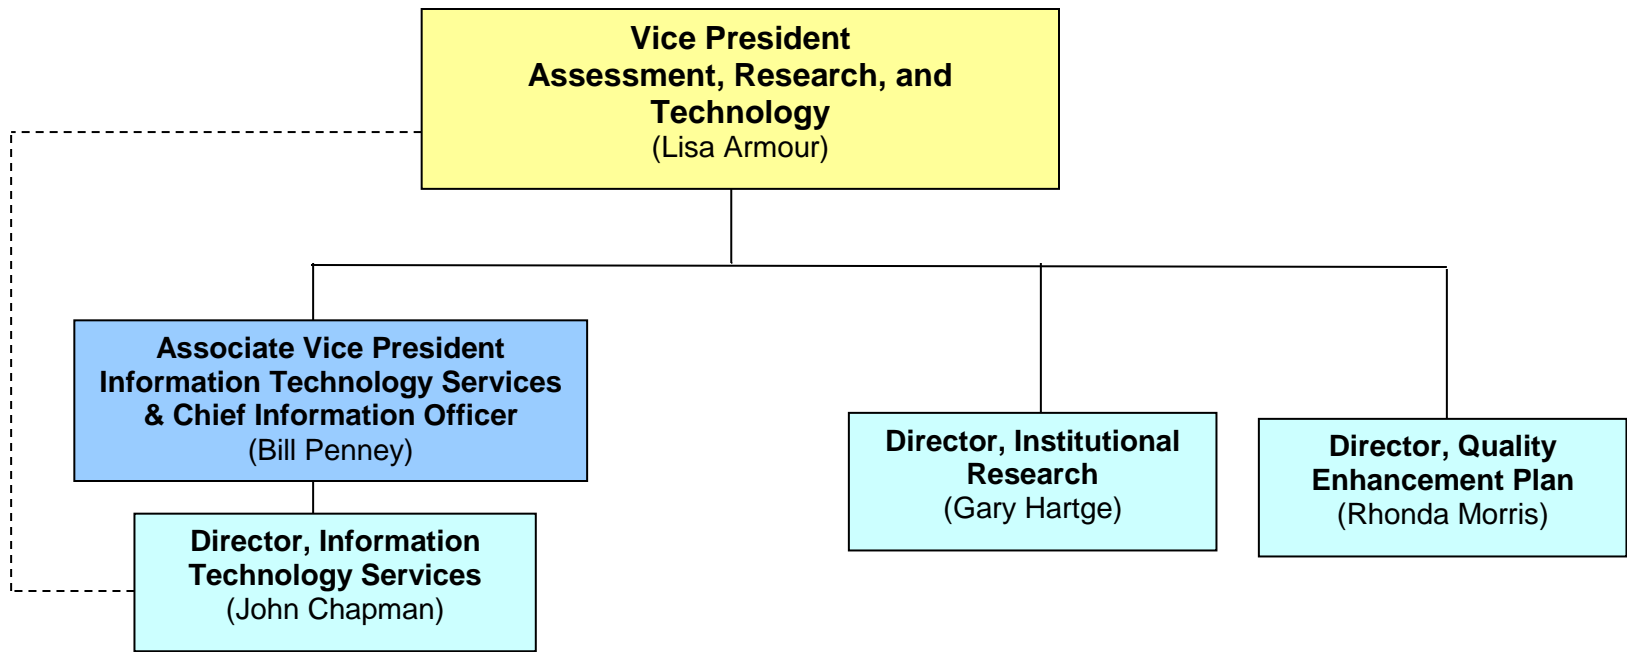 Vice President
Assessment, Research, and
Technology
(Lisa Armour)
Associate Vice President
Information Technology Services
& Chief Information Officer
(Bill Penney)
Director, Institutional
Research
(Gary Hartge)
Director, Quality
Enhancement Plan
(Rhonda Morris)
Director, Information
Technology Services
(John Chapman)